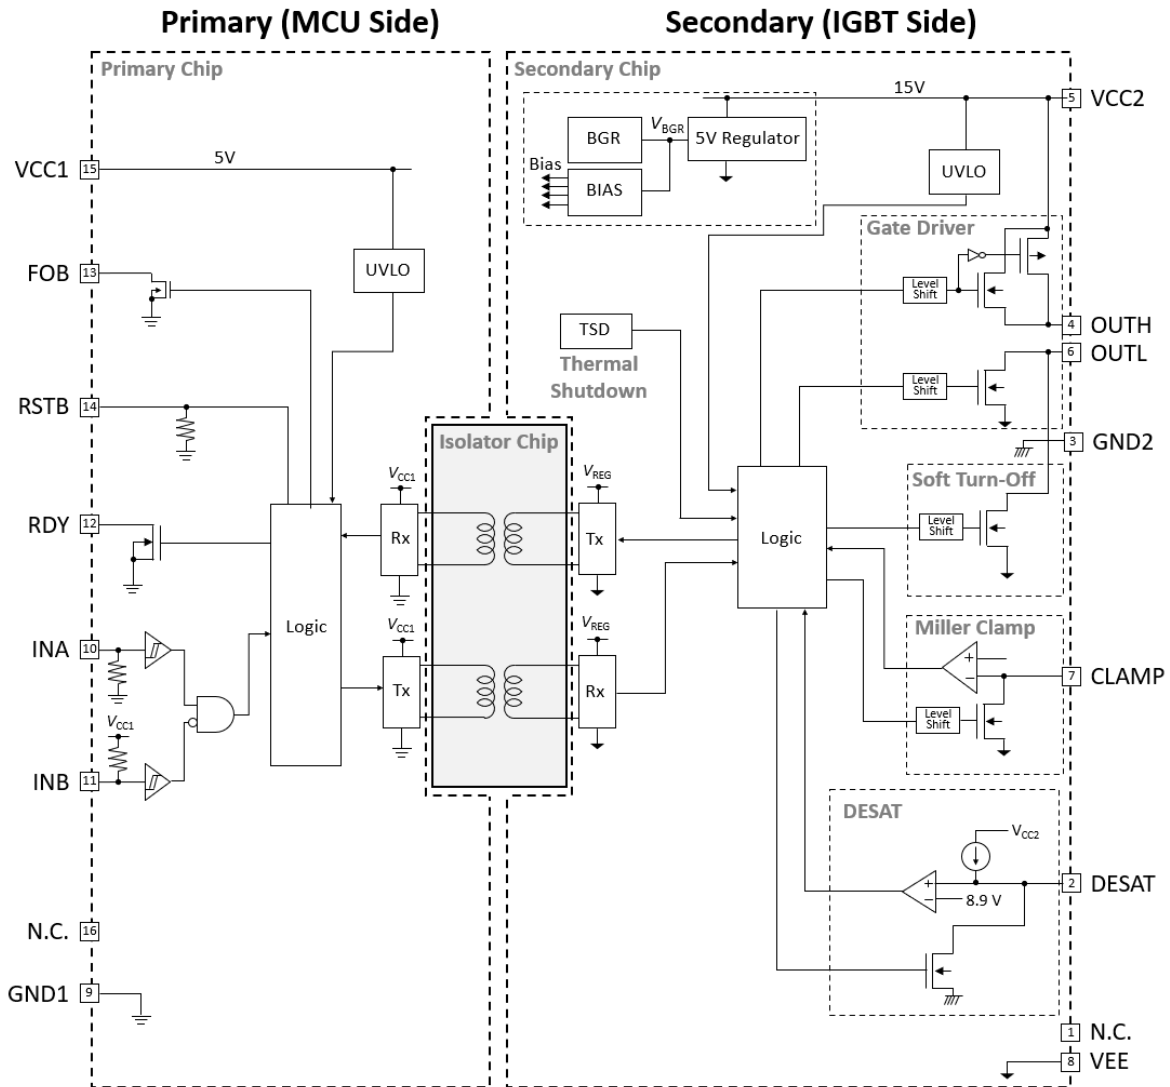 Primary (MCU Side)
Secondary (IGBT Side)
Primary Chip
Secondary Chip
VCC1
15
5V
UVLO
FOB
13
RSTB
14
RDY
12
INA
10
VCC1
INB
11
Logic
N.C.
16
GND1
9
Isolator Chip
VCC1
Rx
VREG
Tx
VCC1
Tx
VREG
Rx
BGR
VBGR
5V Regulator
Bias
BIAS
15V
5
VCC2
UVLO
Gate Driver
Level
Shift
4
OUTH
6
OUTL
Level
Shift
TSD
Thermal
Shutdown
3
GND2
Logic
Soft Turn-Off
Level
Shift
Miller Clamp
+
−
7
CLAMP
Level
Shift
DESAT
VCC2
+
−
8.9 V
2
DESAT
1
N.C.
8
VEE